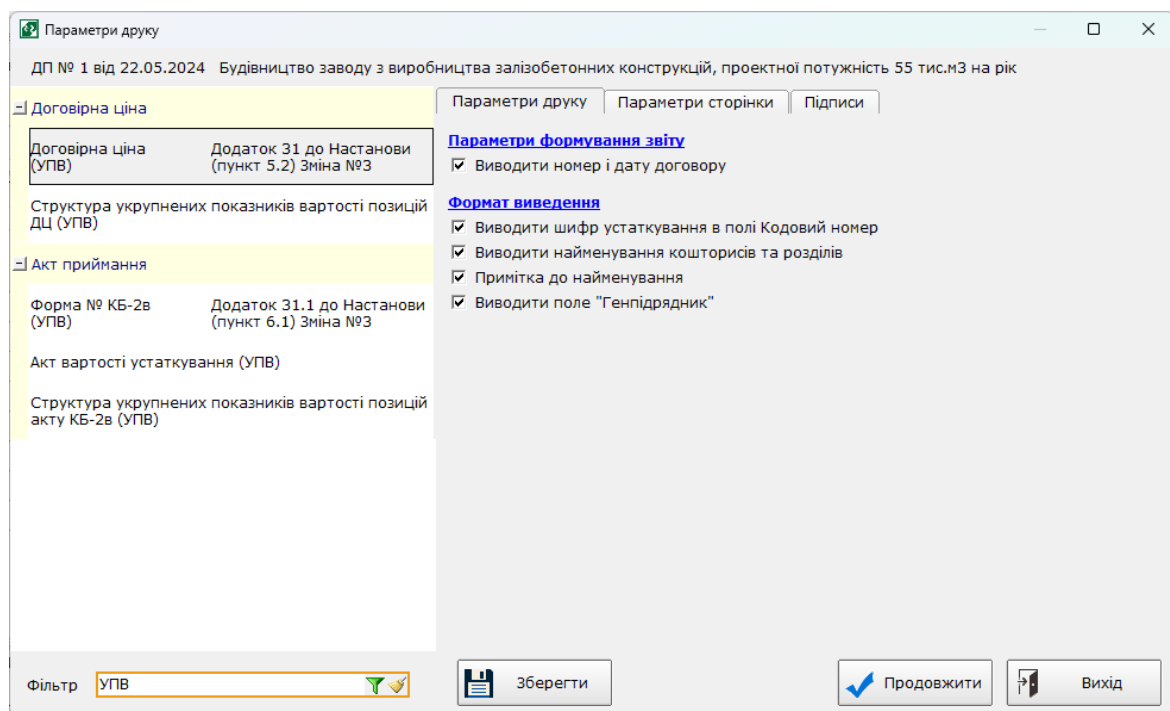 Параметри друку
ДП № 1 від 22.05.2024 Будівництво заводу з виробництва залізобетонних конструкцій, проектної потужність 55 тис.м3 на рік
Договірна ціна
Договірна ціна (УПВ)
Додаток 31 до Настанови (пункт 5.2) Зміна №3
Структура укрупнених показників вартості позицій
ДЦ (УПВ)
Акт приймання
Форма № КБ-2в (УПВ)
Додаток 31.1 до Настанови (пункт 6.1) Зміна №3
Акт вартості устаткування (УПВ)
Структура укрупнених показників вартості позицій
акту КБ-2в (УПВ)
Параметри друку Параметри сторінки Підписи
Параметри формування звіту
Виводити номер і дату договору
Формат виведення
Виводити шифр устаткування в полі Кодовий номер
Виводити найменування кошторисів та розділів
Примітка до найменування
Виводити поле "Генпідрядник"
Фільтр УПВ
Зберегти
Продовжити
Вихід